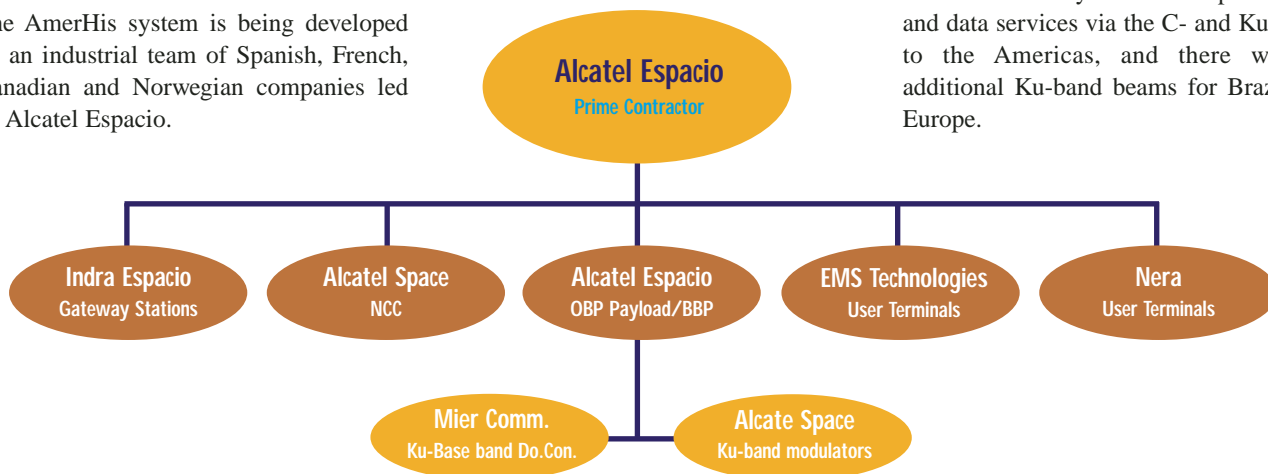 ne AmerHis system is being developed
an industrial team of Spanish, French,
anadian and Norwegian companies led
Alcatel Espacio.
and data services via the C- and Ku
to the Americas, and there w
additional Ku-band beams for Braz
Europe.
Alcatel Espacio
Prime Contractor
Indra Espacio
Gateway Stations
Alcatel Space
NCC
Alcatel Espacio
OBP Payload/BBP
EMS Technologies
User Terminals
Nera
User Terminals
Mier Comm.
Ku-Base band Do.Con.
Alcate Space
Ku-band modulators